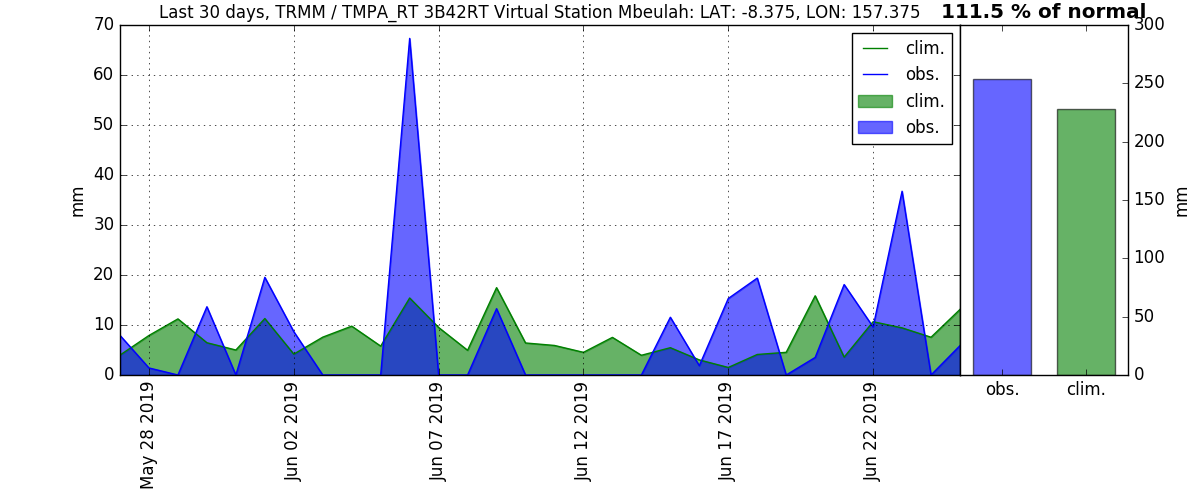 Last 30 days, TRMM / TMPA_RT 3B42RT Virtual Station Mbeulah: LAT: -8.375, LON: 157.375
111.5 % of normal
70
60
50
40
30
20
10
0
mm
May 28 2019
Jun 02 2019
Jun 07 2019
Jun 12 2019
Jun 17 2019
Jun 22 2019
clim.
obs.
clim.
obs.
300
250
200
150
100
50
0
mm
obs.
clim.